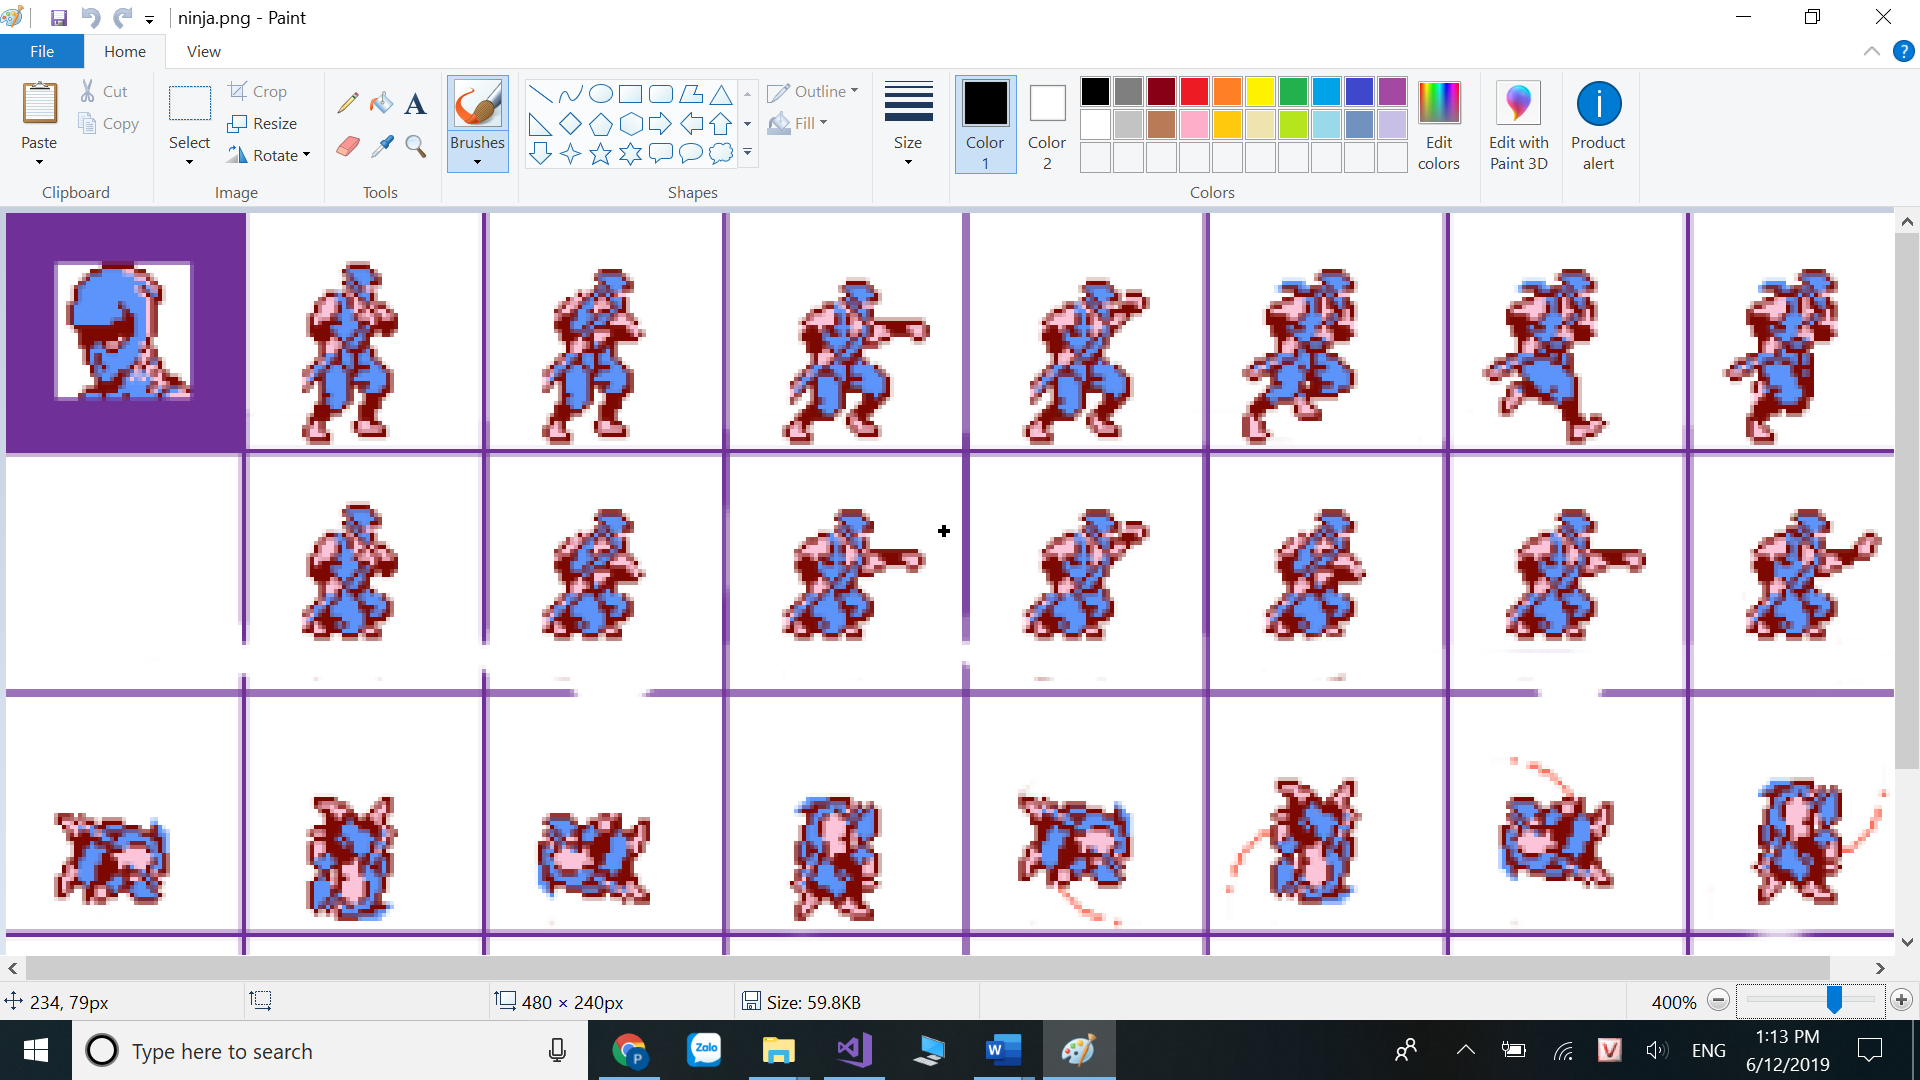 ninja.png - Paint
File
Home
View
?
Paste
Cut
Copy
Clipboard
Select
Crop
Resize
Rotate
Image
A
Tools
Brushes
Outline
Fill
Shapes
Size
Color
1
Color
2
Edit
colors
Colors
Edit with
Paint 3D
i
Product
alert
234, 79px
480 × 240px
Size: 59.8KB
400%
Type here to search
P
Zalo
W
V
ENG
1:13 PM
6/12/2019